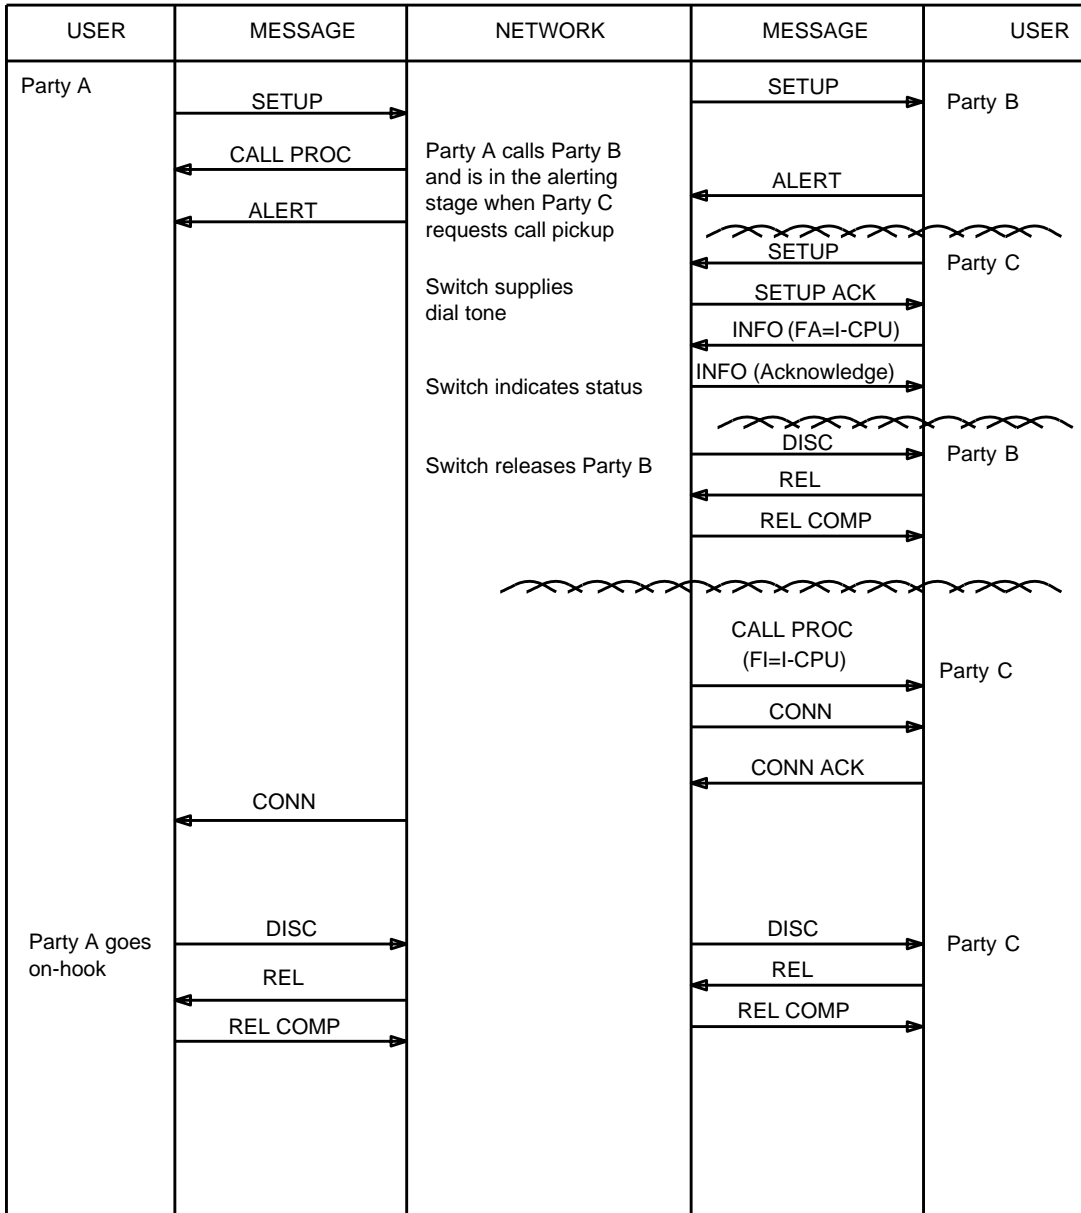 USER MESSAGE NETWORK MESSAGE USER
Party A
SETUP
SETUP
Party B
CALL PROC
Party A calls Party B
and is in the alerting
stage when Party C
requests call pickup
ALERT
ALERT
SETUP
Party C
Switch supplies
dial tone
SETUP ACK
INFO (FA=I-CPU)
Switch indicates status
INFO (Acknowledge)
DISC
Party B
Switch releases Party B
REL
REL COMP
CALL PROC
(FI=I-CPU)
Party C
CONN
CONN ACK
CONN
Party A goes
on-hook
DISC
DISC
Party C
REL
REL
REL COMP
REL COMP